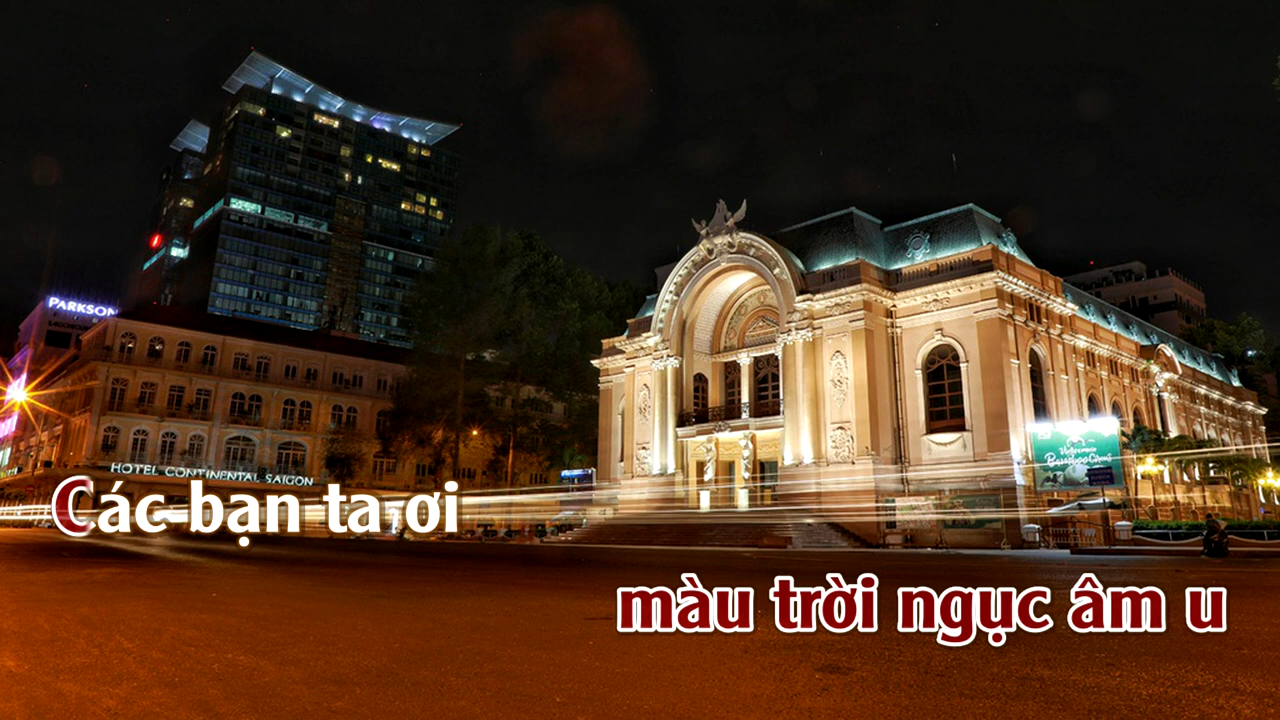 PARKSON
HOTEL CONTINENTAL SAIGON
Các bạn ta ơi
màu trời ngục âm u